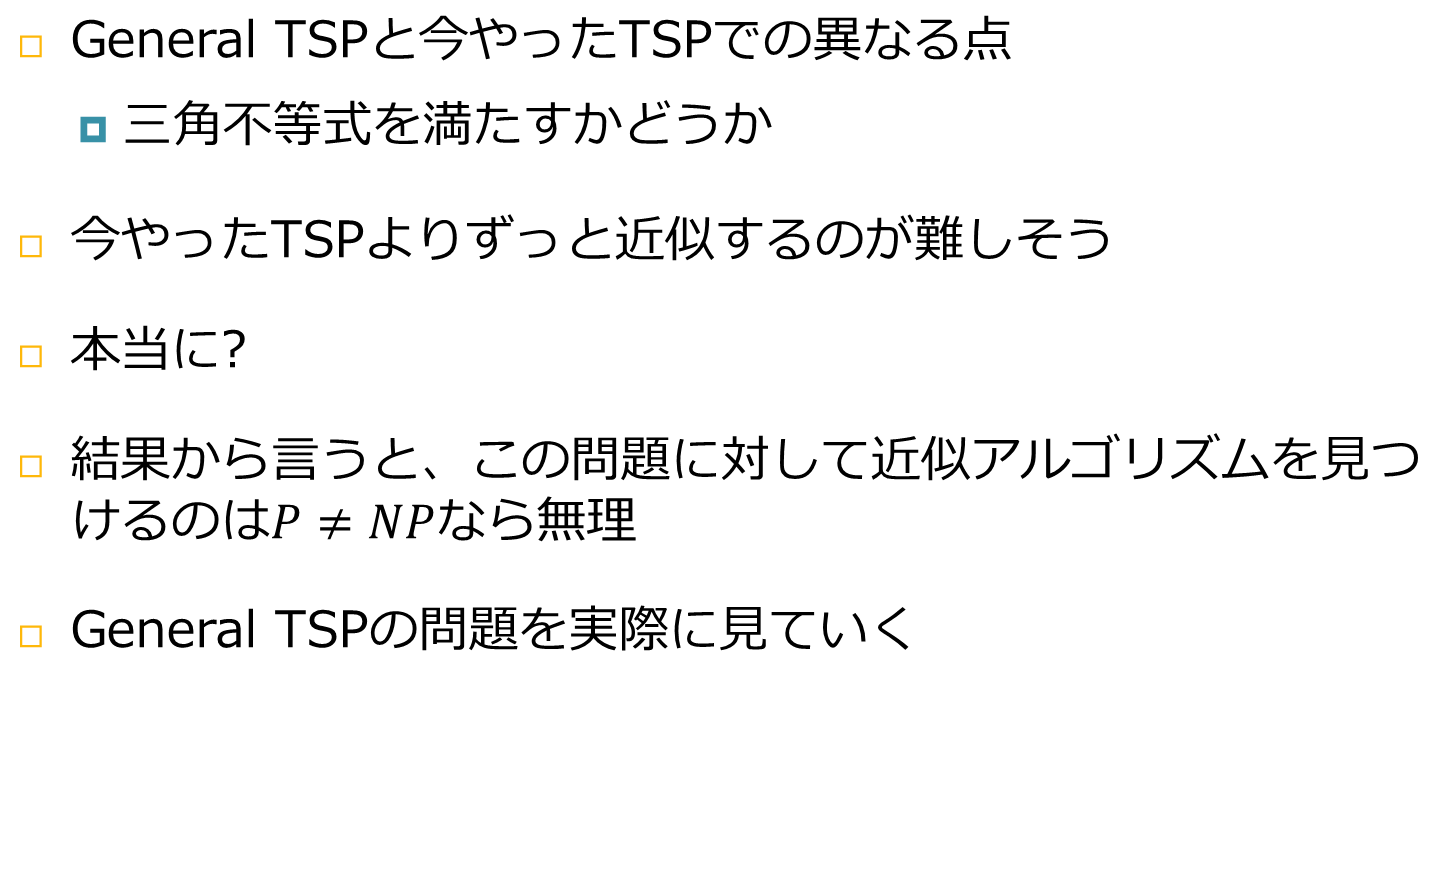 General TSPと今やったTSPでの異なる点
三角不等式を満たすかどうか
今やったTSPよりずっと近似するのが難しそう
本当に?
結果から言うと、この問題に対して近似アルゴリズムを見つ
けるのはP ≠ NPなら無理
General TSPの問題を実際に見ていく